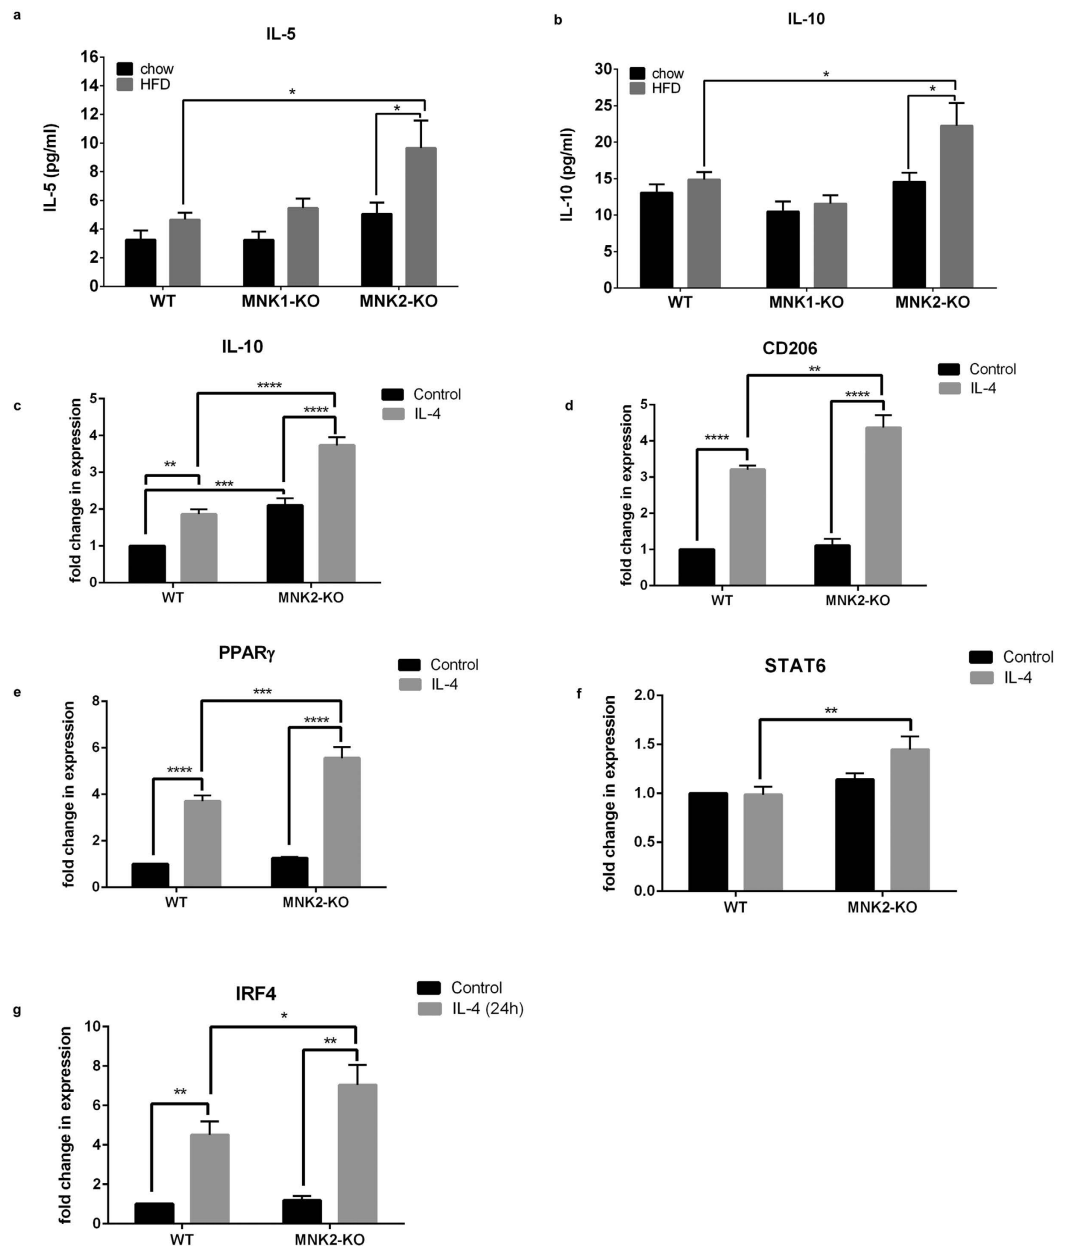 a
IL-5
chow
HFD
IL-5 (pg/ml)
16
14
12
10
8
6
4
2
0
*
*
WT MNK1-KO MNK2-KO
b
IL-10
chow
HFD
IL-10 (pg/ml)
30
25
20
15
10
5
0
*
*
WT MNK1-KO MNK2-KO
c
IL-10
Control
IL-4
fold change in expression
5
4
3
2
1
0
****
****
**
***
WT MNK2-KO
d
CD206
Control
IL-4
fold change in expression
5
4
3
2
1
0
**
****
****
WT MNK2-KO
e
PPARγ
Control
IL-4
fold change in expression
8
6
4
2
0
***
****
****
WT MNK2-KO
f
STAT6
Control
IL-4
fold change in expression
2.0
1.5
1.0
0.5
0.0
**
WT MNK2-KO
g
IRF4
Control
IL-4 (24h)
fold change in expression
10
8
6
4
2
0
*
**
**
WT MNK2-KO